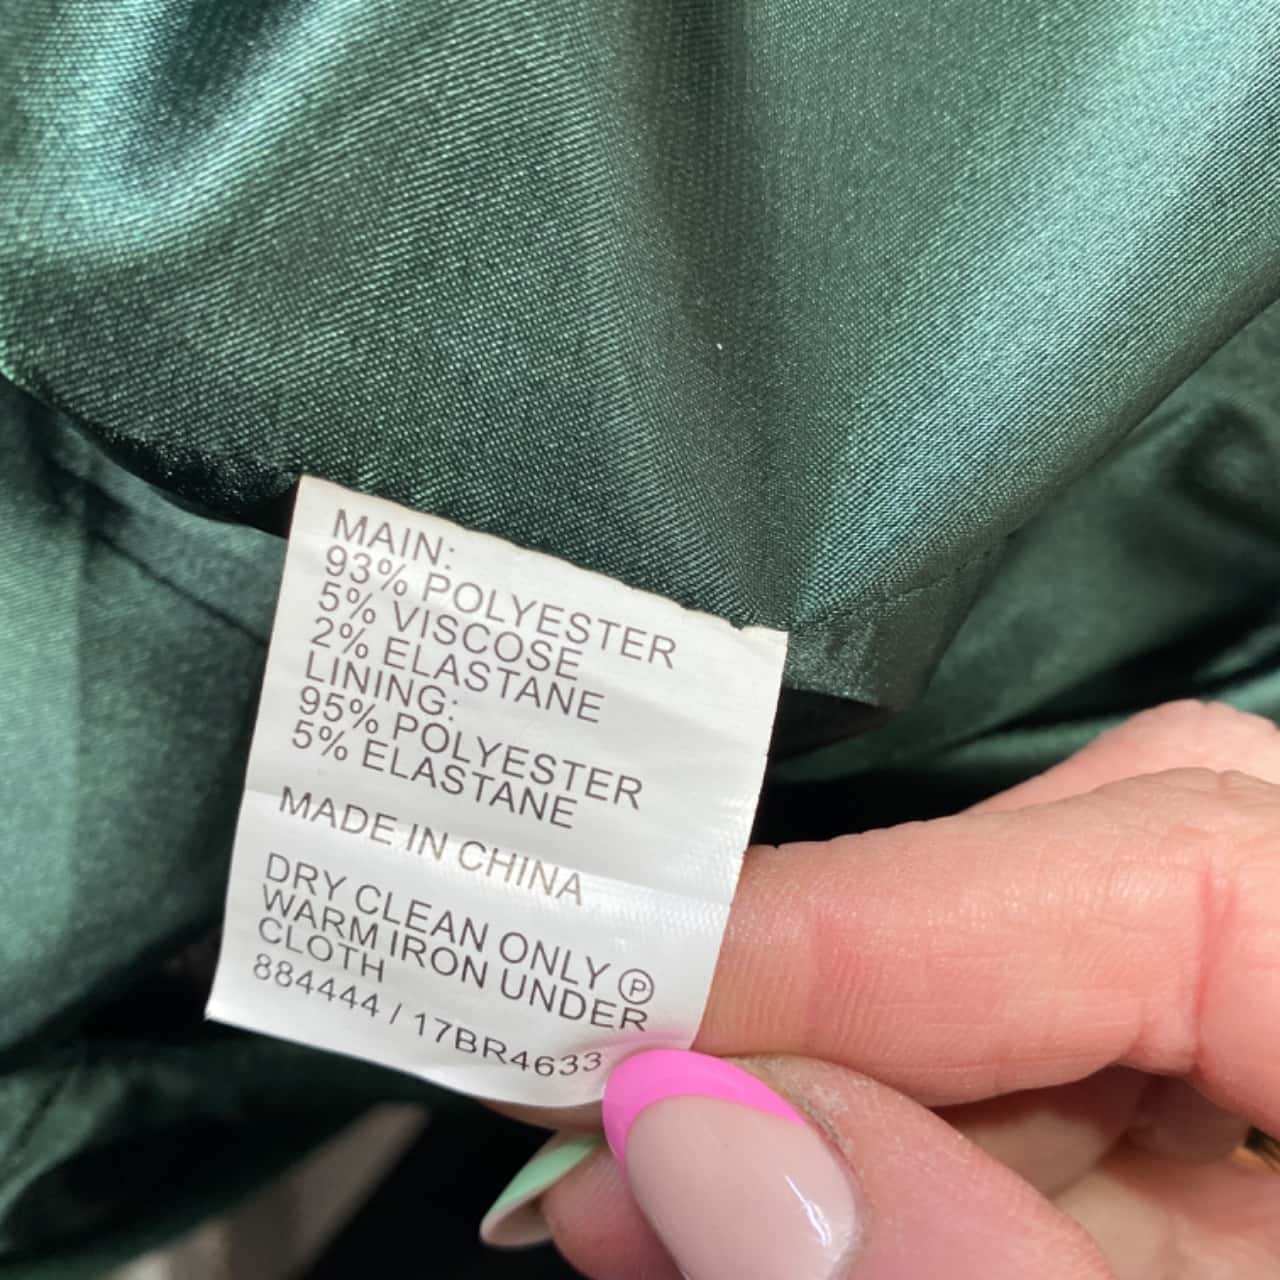 MAIN:
93% POLYESTER
5% VISCOSE
2% ELASTANE
LINING:
95% POLYESTER
5% ELASTANE
MADE IN CHINA
DRY CLEAN ONLY Ⓟ
WARM IRON UNDER
CLOTH
884444 / 17BR4633